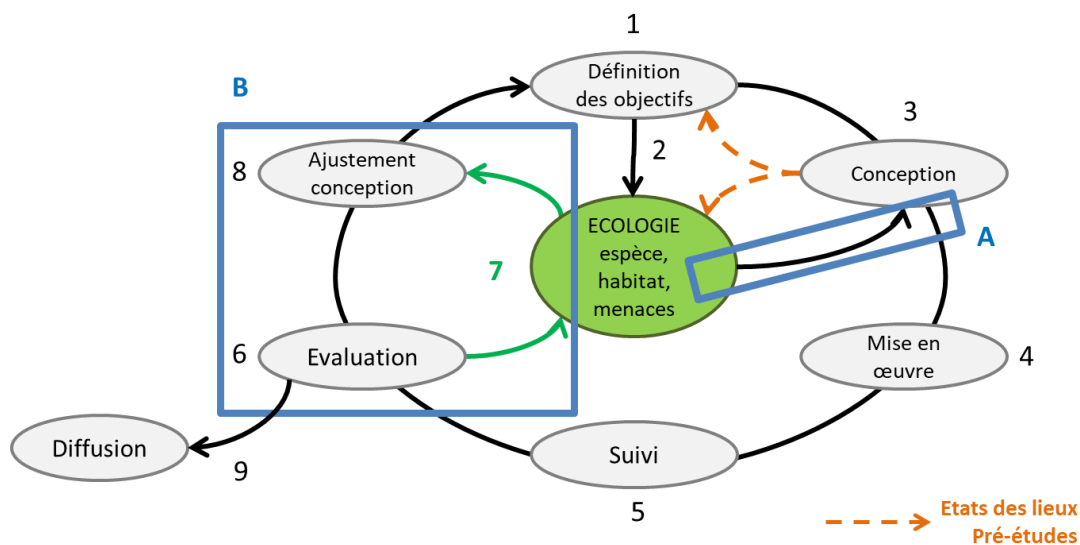 1
Définition
des objectifs
B
2
3
Conception
8
Ajustement
conception
ECOLOGIE
espèce,
habitat,
menaces
A
7
6
Evaluation
Mise en
œuvre
4
Diffusion
9
Suivi
5
Etats des lieux
Pré-études